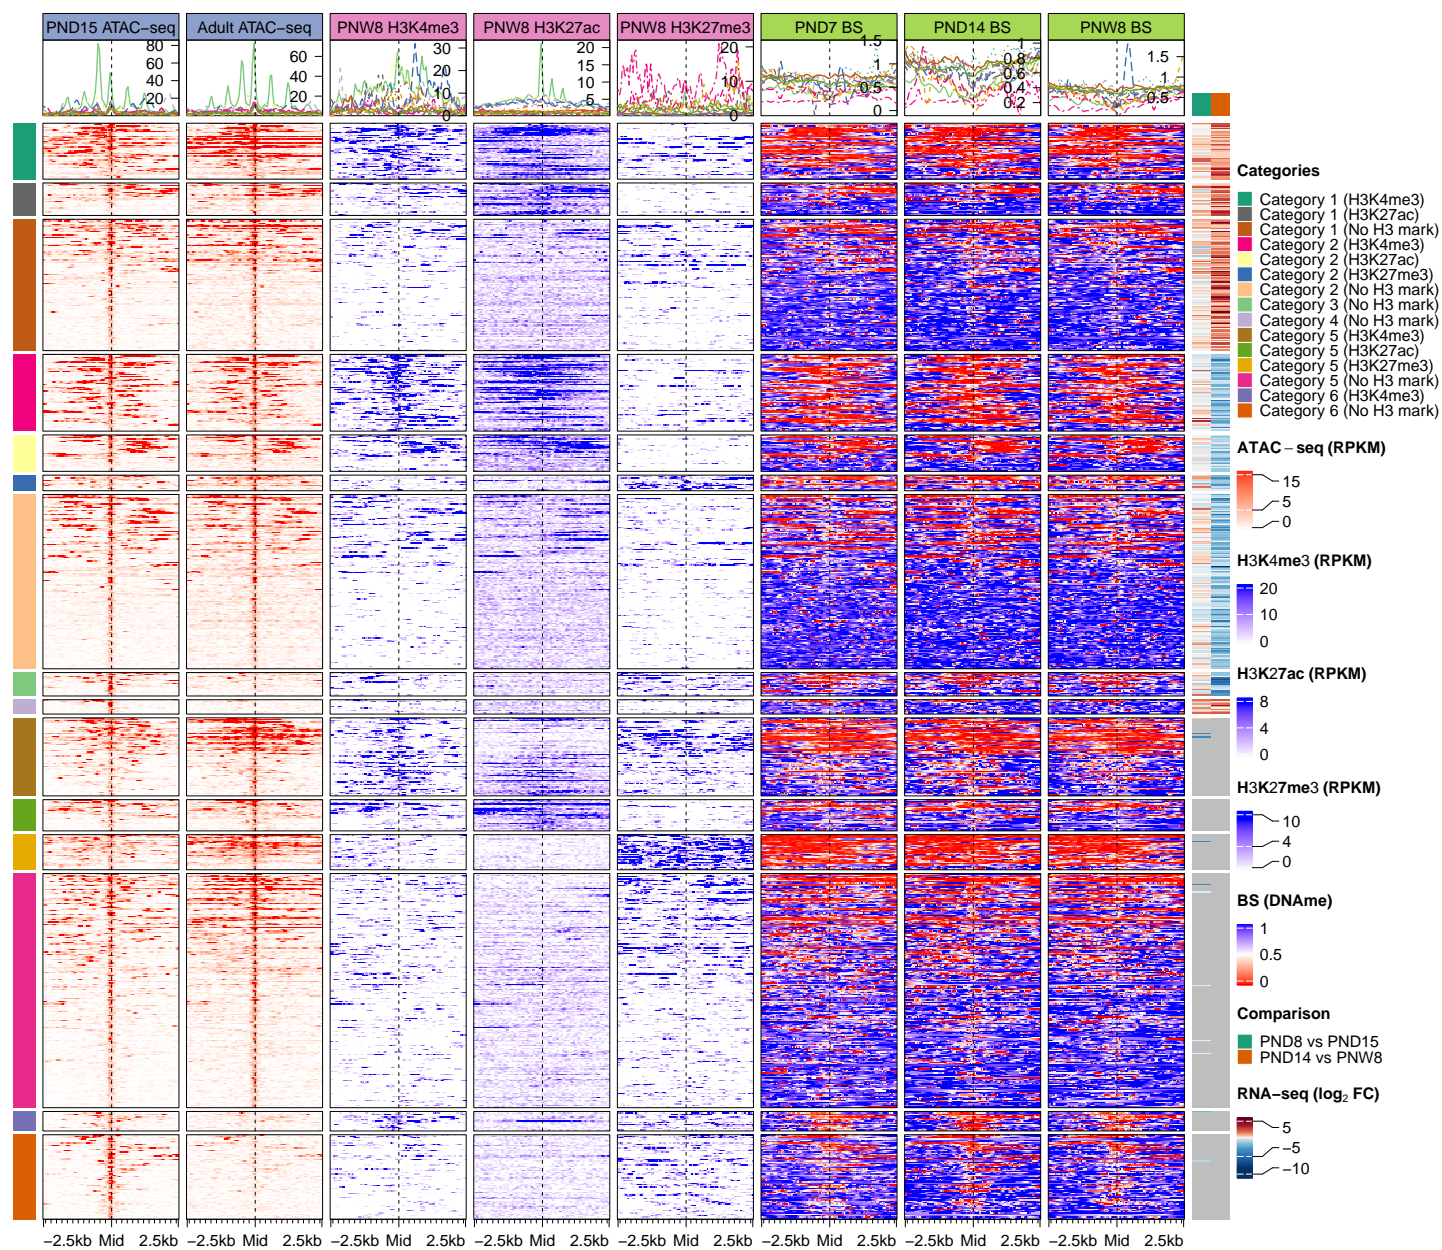 PND15 ATAC−seq
Adult ATAC−seq
PNW8 H3K4me3
PNW8 H3K27ac
PNW8 H3K27me3
PND7 BS
PND14 BS
PNW8 BS
80
60
40
20
60
40
20
30
20
10
0
20
15
10
5
20
10
0
1.5
1
0.5
0
1
0.8
0.6
0.4
0.2
1.5
1
0.5
Categories
Category 1 (H3K4me3)
Category 1 (H3K27ac)
Category 1 (No H3 mark)
Category 2 (H3K4me3)
Category 2 (H3K27ac)
Category 2 (H3K27me3)
Category 2 (No H3 mark)
Category 3 (No H3 mark)
Category 4 (No H3 mark)
Category 5 (H3K4me3)
Category 5 (H3K27ac)
Category 5 (H3K27me3)
Category 5 (No H3 mark)
Category 6 (H3K4me3)
Category 6 (No H3 mark)
ATAC−seq (RPKM)
15
5
0
H3K4me3 (RPKM)
20
10
0
H3K27ac (RPKM)
8
4
0
H3K27me3 (RPKM)
10
4
0
BS (DNAme)
1
0.5
0
Comparison
PND8 vs PND15
PND14 vs PNW8
RNA−seq (log₂ FC)
5
−5
−10
−2.5kb Mid 2.5kb
−2.5kb Mid 2.5kb
−2.5kb Mid 2.5kb
−2.5kb Mid 2.5kb
−2.5kb Mid 2.5kb
−2.5kb Mid 2.5kb
−2.5kb Mid 2.5kb
−2.5kb Mid 2.5kb